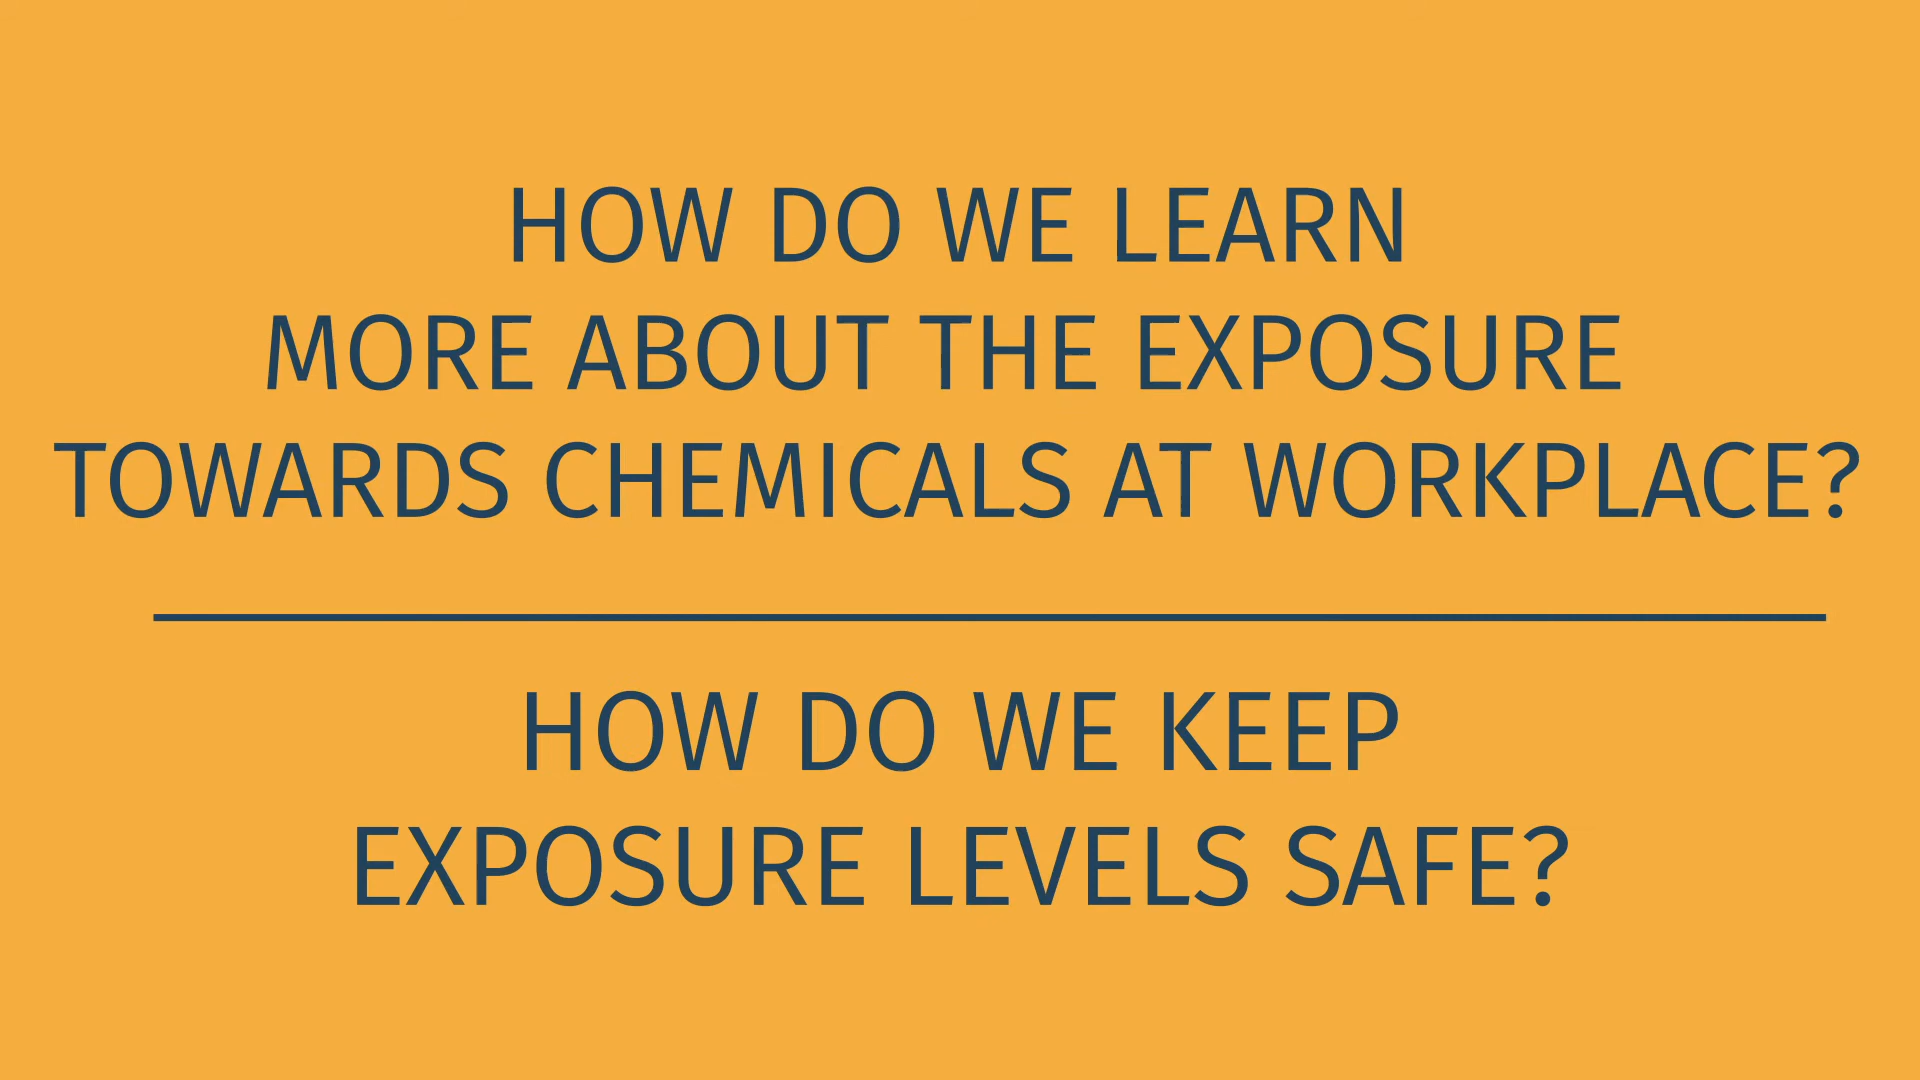 HOW DO WE LEARN
MORE ABOUT THE EXPOSURE
TOWARDS CHEMICALS AT WORKPLACE?
HOW DO WE KEEP
EXPOSURE LEVELS SAFE?